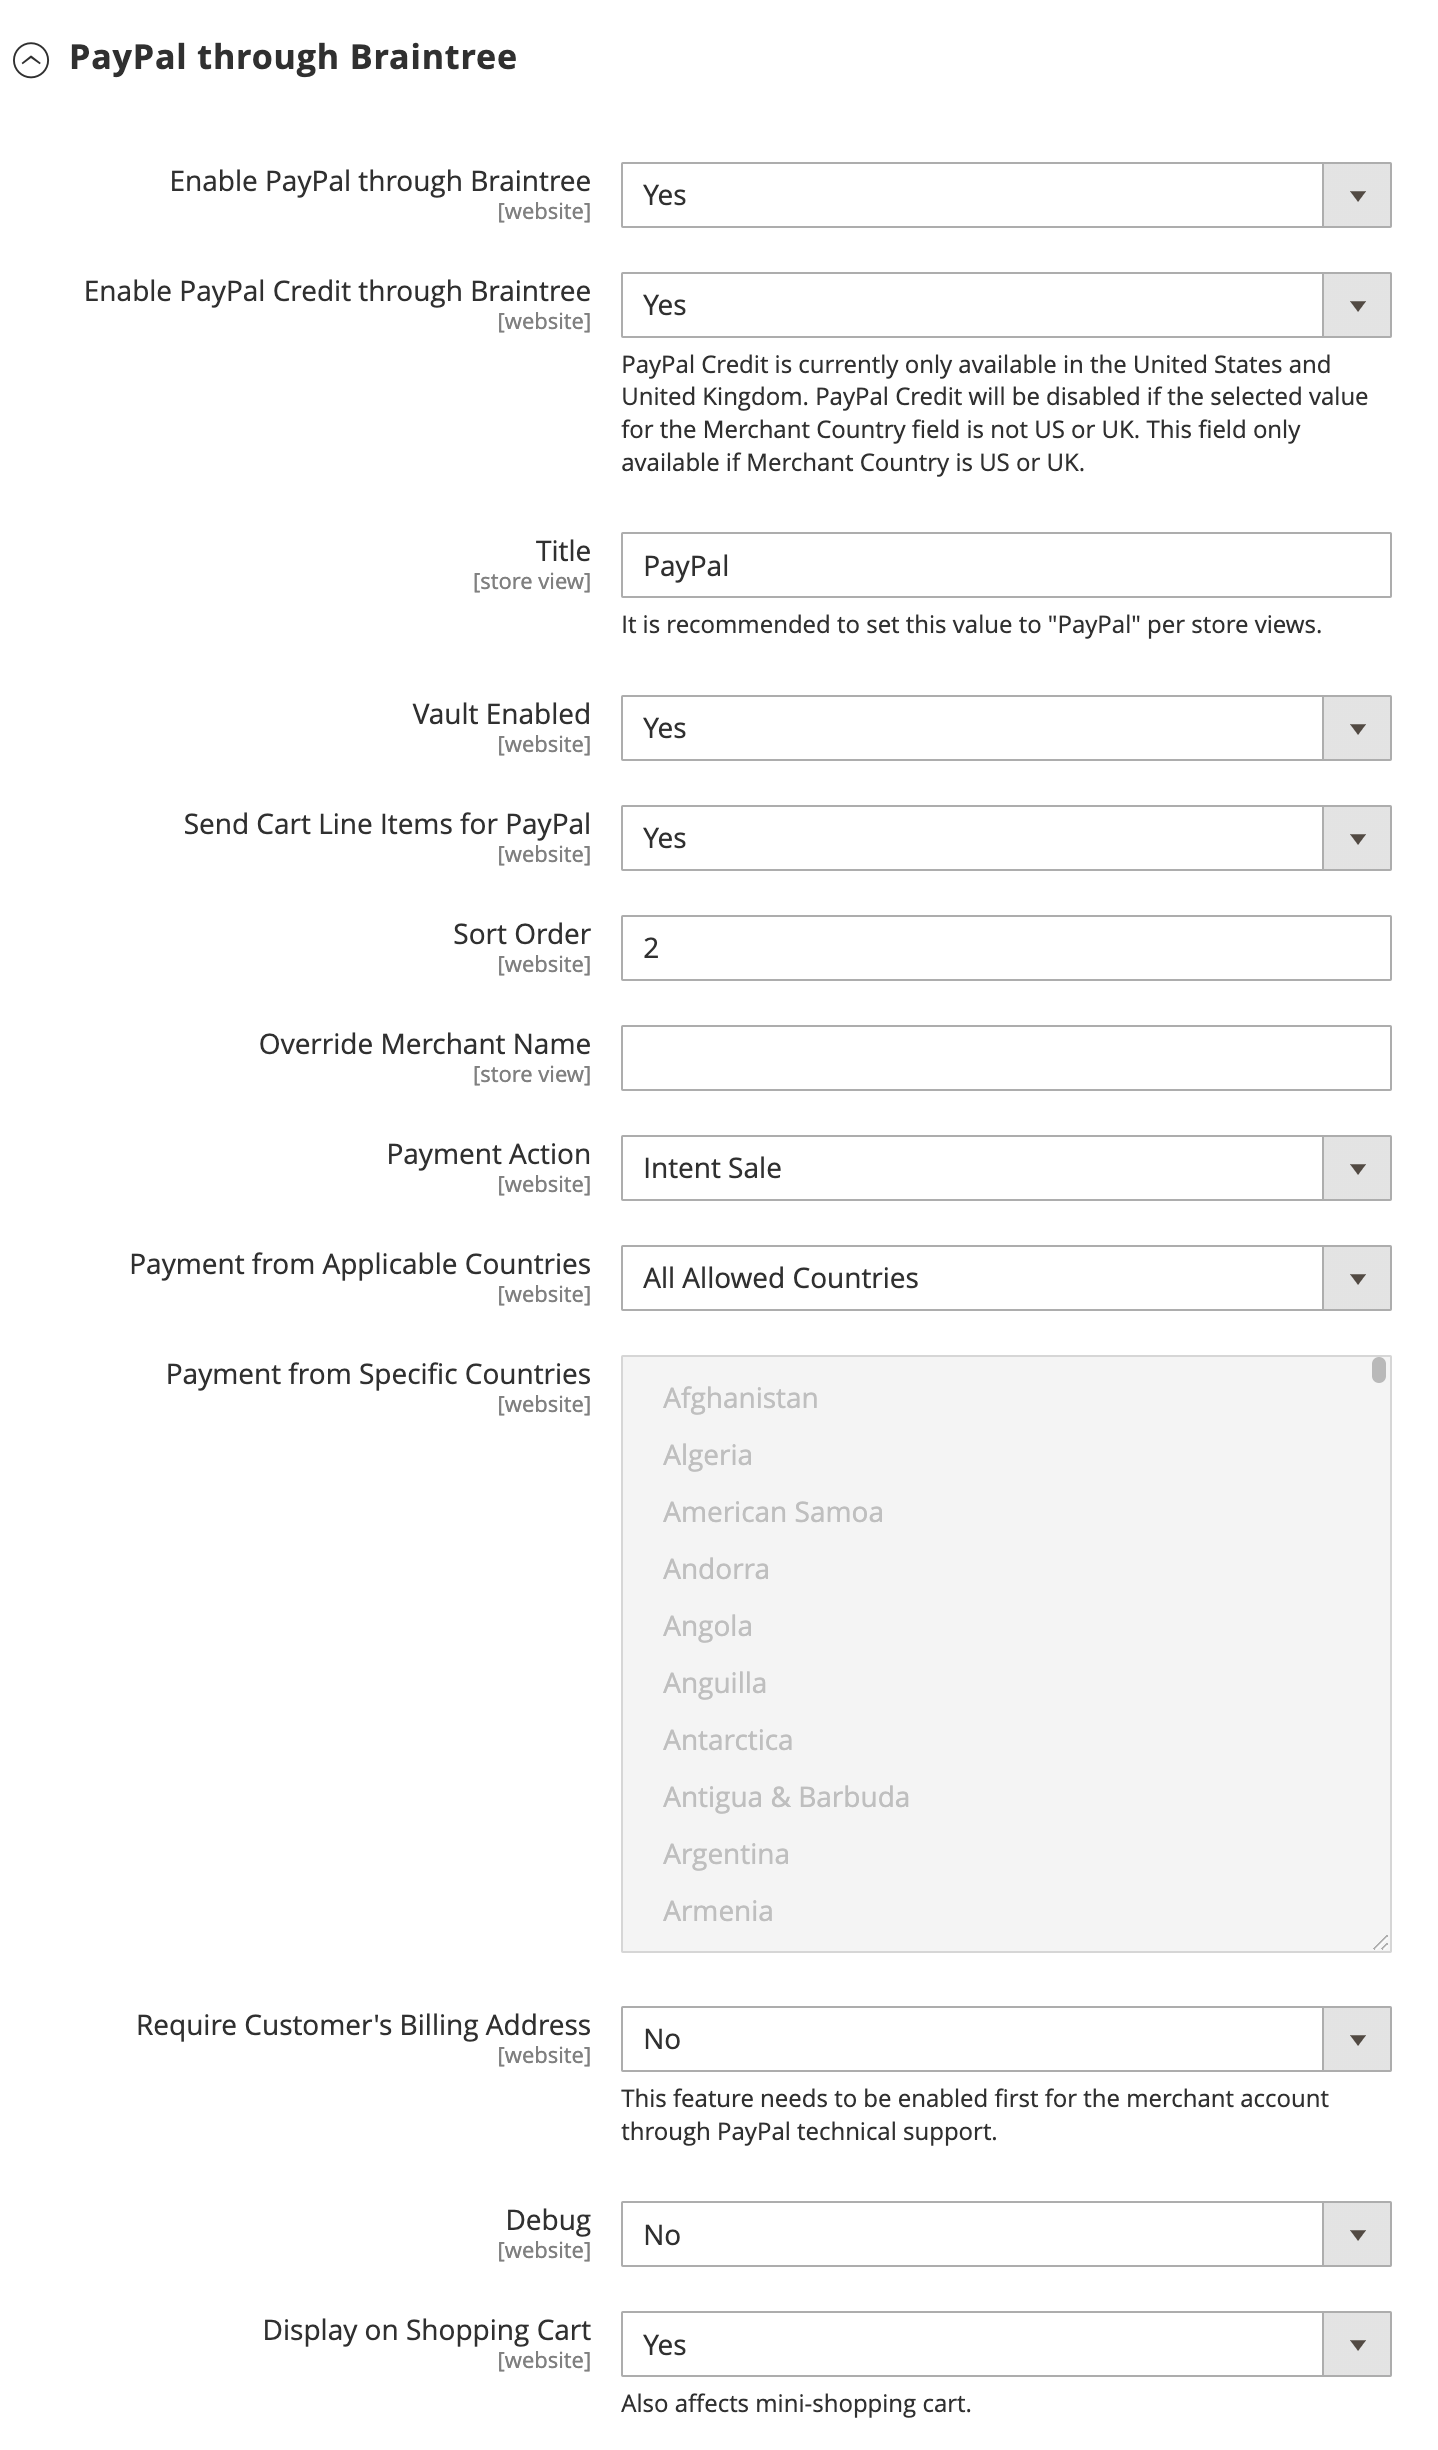 PayPal through Braintree
Enable PayPal through Braintree
[website]
Yes
Enable PayPal Credit through Braintree
[website]
Yes
PayPal Credit is currently only available in the United States and
United Kingdom. PayPal Credit will be disabled if the selected value
for the Merchant Country field is not US or UK. This field only
available if Merchant Country is US or UK.
Title
[store view]
PayPal
It is recommended to set this value to "PayPal" per store views.
Vault Enabled
[website]
Yes
Send Cart Line Items for PayPal
[website]
Yes
Sort Order
[website]
2
Override Merchant Name
[store view]
Payment Action
[website]
Intent Sale
Payment from Applicable Countries
[website]
All Allowed Countries
Payment from Specific Countries
[website]
Afghanistan
Algeria
American Samoa
Andorra
Angola
Anguilla
Antarctica
Antigua & Barbuda
Argentina
Armenia
Require Customer's Billing Address
[website]
No
This feature needs to be enabled first for the merchant account
through PayPal technical support.
Debug
[website]
No
Display on Shopping Cart
[website]
Yes
Also affects mini-shopping cart.